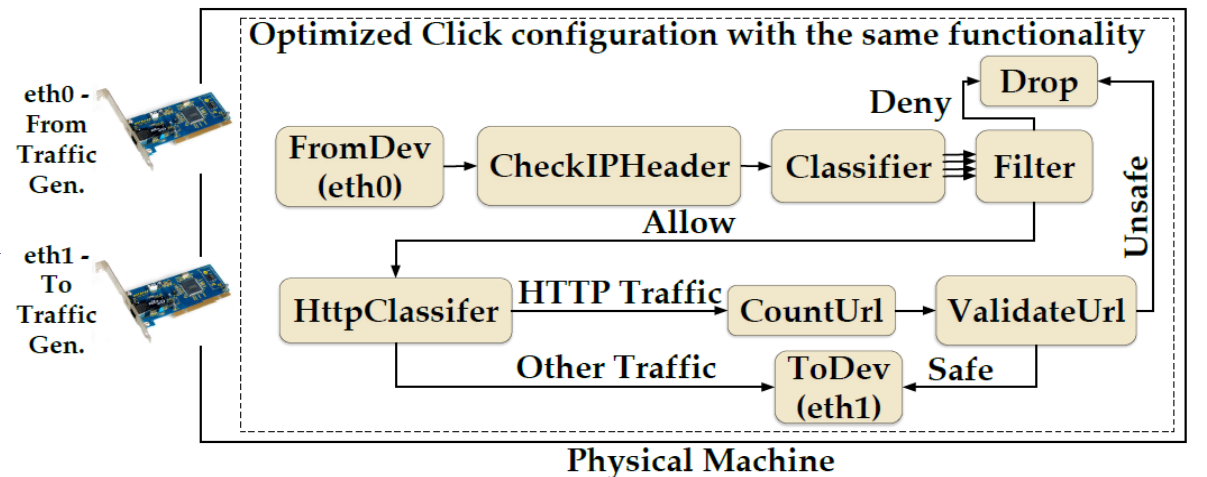 Optimized Click configuration with the same functionality
eth0 -
From
Traffic
Gen.
eth1 -
To
Traffic
Gen.
FromDev
(eth0)
CheckIPHeader
Classifier
Filter
Deny
Drop
Unsafe
Allow
HttpClassifer
HTTP Traffic
CountUrl
ValidateUrl
Other Traffic
ToDev
(eth1)
Safe
Physical Machine